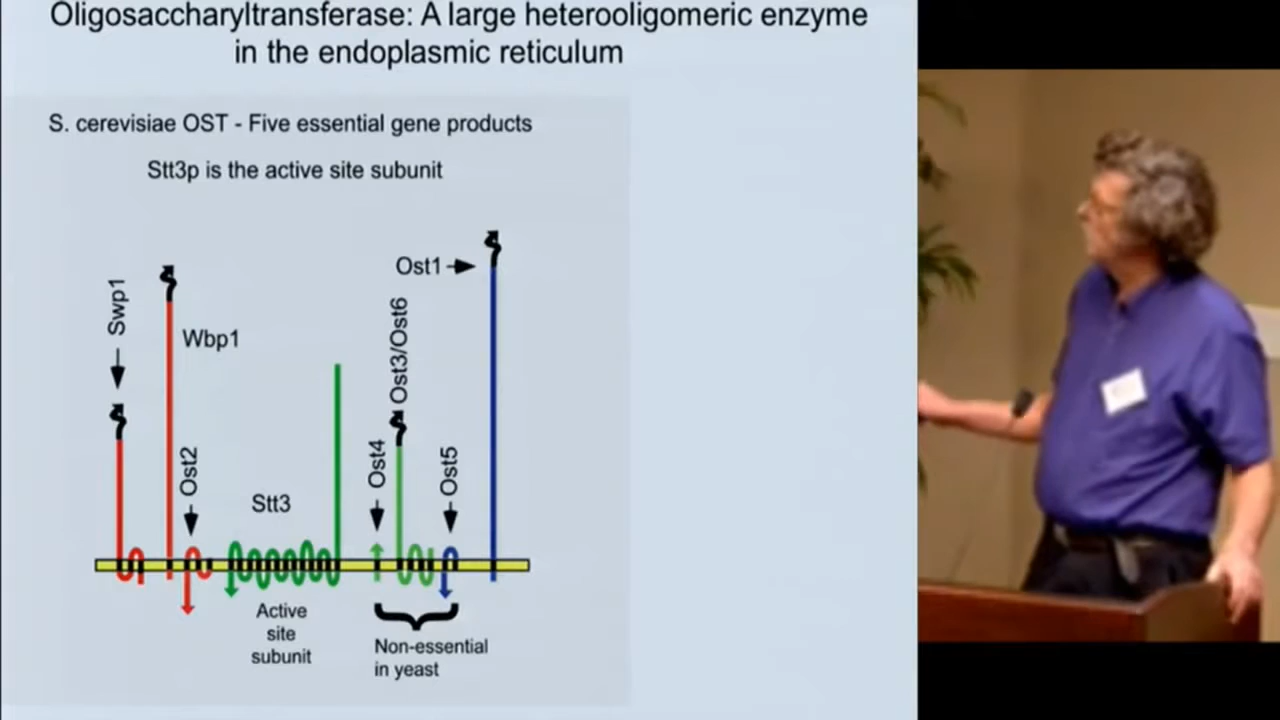 Oligosaccharyltransferase: A large heterooligomeric enzyme
in the endoplasmic reticulum
S. cerevisiae OST - Five essential gene products
Stt3p is the active site subunit
Swp1
Wbp1
Ost2
Stt3
Ost4
Ost3/Ost6
Ost5
Ost1
Active
site
subunit
Non-essential
in yeast